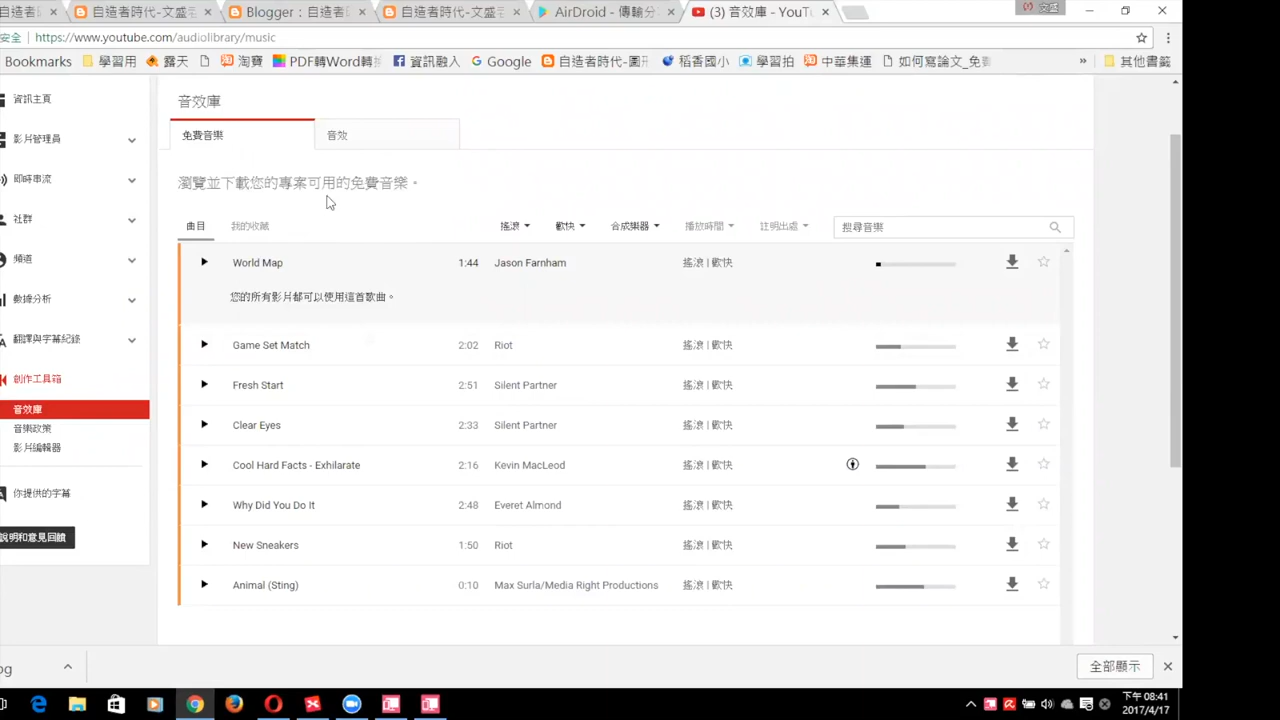 自造者時代-文盛 Blogger：自造者時 自造者時代-文盛 AirDroid - 傳輸分 (3) 音效庫 - YouTu 文盛
安全 https://www.youtube.com/audiolibrary/music
Bookmarks 學習用 露天 淘寶 PDF轉Word轉 資訊融入 Google 自造者時代-圖 稻香國小 學習拍 中華集運 如何寫論文_免 » 其他書籤
資訊主頁
影片管理員
即時串流
社群
頻道
數據分析
翻譯與字幕紀錄
創作工具箱
音效庫
音樂政策
影片編輯器
你提供的字幕
說明和意見回饋
音效庫
免費音樂 音效
瀏覽並下載您的專案可用的免費音樂。
曲目 我的收藏 搖滾 歡快 合成樂器 播放時間 註明出處 搜尋音樂
World Map 1:44 Jason Farnham 搖滾 | 歡快
您的所有影片都可以使用這首歌曲。
Game Set Match 2:02 Riot 搖滾 | 歡快
Fresh Start 2:51 Silent Partner 搖滾 | 歡快
Clear Eyes 2:33 Silent Partner 搖滾 | 歡快
Cool Hard Facts - Exhilarate 2:16 Kevin MacLeod 搖滾 | 歡快
Why Did You Do It 2:48 Everet Almond 搖滾 | 歡快
New Sneakers 1:50 Riot 搖滾 | 歡快
Animal (Sting) 0:10 Max Surla/Media Right Productions 搖滾 | 歡快
全部顯示
下午 08:41
2017/4/17